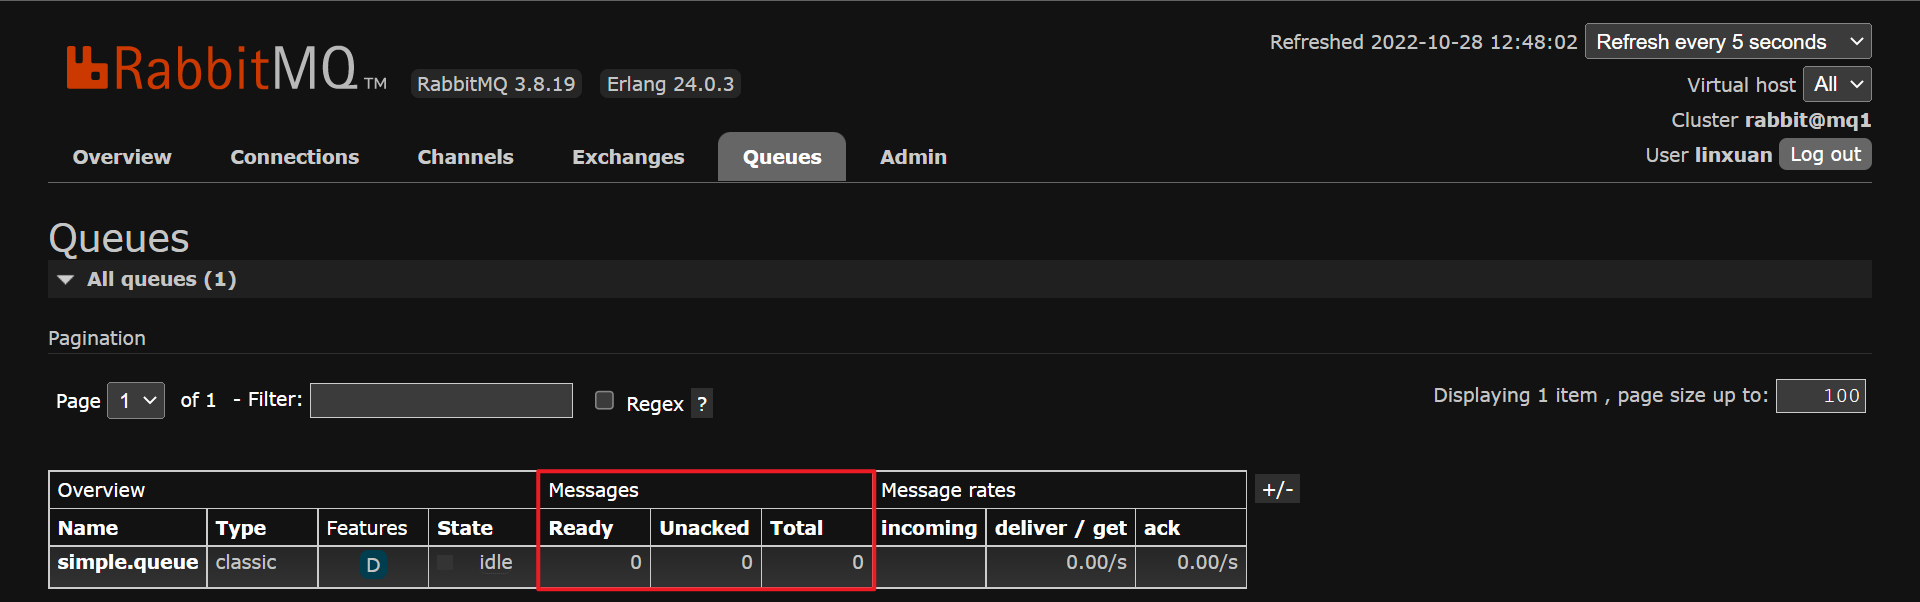 Refreshed 2022-10-28 12:48:02 Refresh every 5 seconds
RabbitMQ TM RabbitMQ 3.8.19 Erlang 24.0.3
Virtual host All
Cluster rabbit@mq1
User linxuan Log out
Overview Connections Channels Exchanges Queues Admin
Queues
All queues (1)
Pagination
Page 1 of 1 - Filter: Regex ? Displaying 1 item , page size up to: 100
Overview Messages Message rates +/-
Name Type Features State Ready Unacked Total incoming deliver / get ack
simple.queue classic D idle 0 0 0 0.00/s 0.00/s